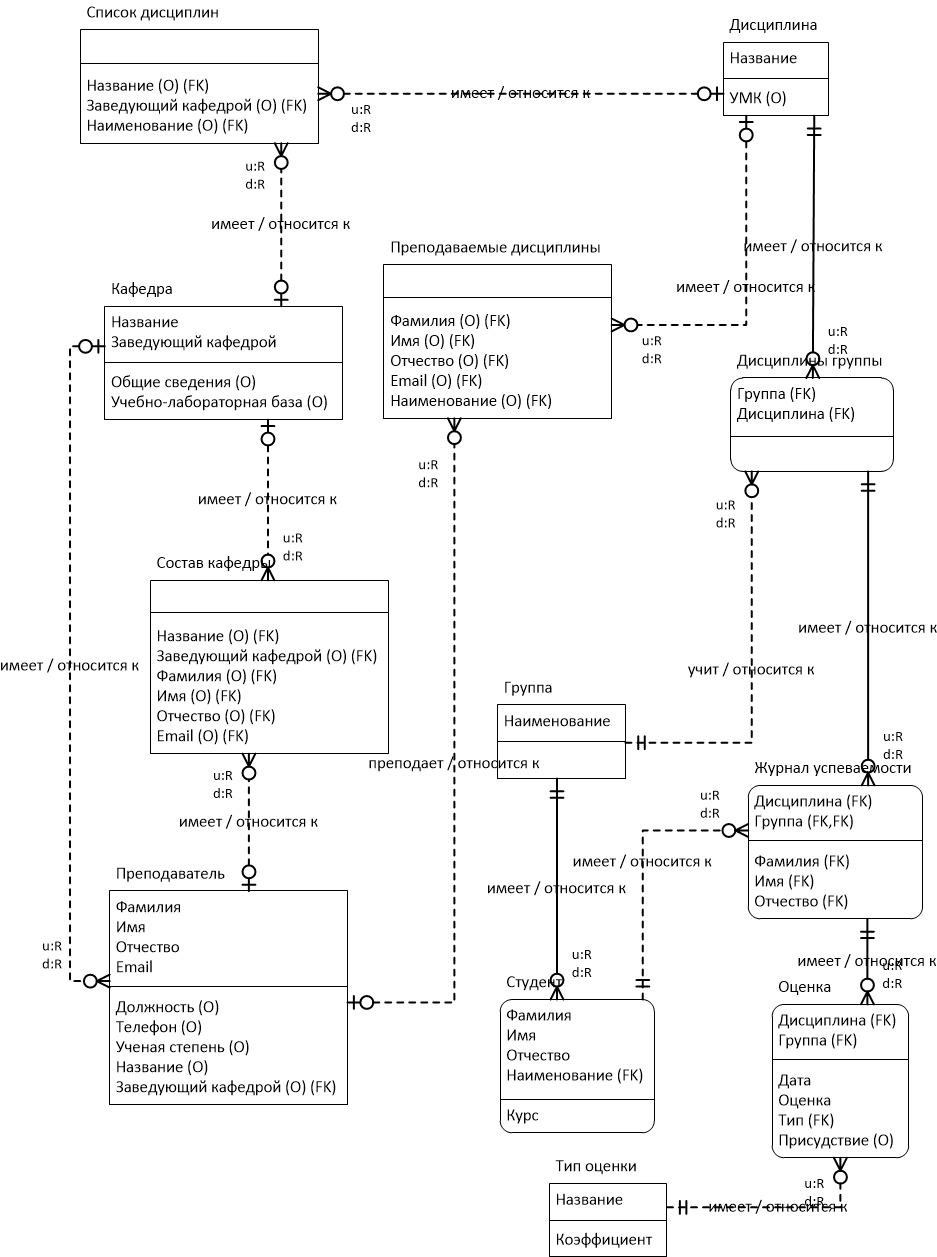 Список дисциплин
Название (O) (FK)
Заведующий кафедрой (O) (FK)
Наименование (O) (FK)
u:R
d:R
имеет / относится к
Дисциплина
Название
УМК (O)
u:R
d:R
имеет / относится к
имеет / относится к
имеет / относится к
Преподаваемые дисциплины
Фамилия (O) (FK)
Имя (O) (FK)
Отчество (O) (FK)
Email (O) (FK)
Наименование (O) (FK)
u:R
d:R
u:R
d:R
Кафедра
Название
Заведующий кафедрой
Общие сведения (O)
Учебно-лабораторная база (O)
Дисциплины группы
Группа (FK)
Дисциплина (FK)
u:R
d:R
u:R
d:R
имеет / относится к
u:R
d:R
Состав кафедры
Название (O) (FK)
Заведующий кафедрой (O) (FK)
Фамилия (O) (FK)
Имя (O) (FK)
Отчество (O) (FK)
Email (O) (FK)
имеет / относится к
имеет / относится к
учит / относится к
Группа
Наименование
преподает / относится к
u:R
d:R
имеет / относится к
u:R
d:R
Журнал успеваемости
Дисциплина (FK)
Группа (FK,FK)
Фамилия (FK)
Имя (FK)
Отчество (FK)
u:R
d:R
имеет / относится к
имеет / относится к
Преподаватель
Фамилия
Имя
Отчество
Email
Должность (O)
Телефон (O)
Ученая степень (O)
Название (O)
Заведующий кафедрой (O) (FK)
u:R
d:R
u:R
d:R
Студент
Фамилия
Имя
Отчество
Наименование (FK)
Курс
имеет / относится к
u:R
d:R
Оценка
Дисциплина (FK)
Группа (FK)
Дата
Оценка
Тип (FK)
Присудствие (O)
Тип оценки
Название
Коэффициент
u:R
d:R
имеет / относится к